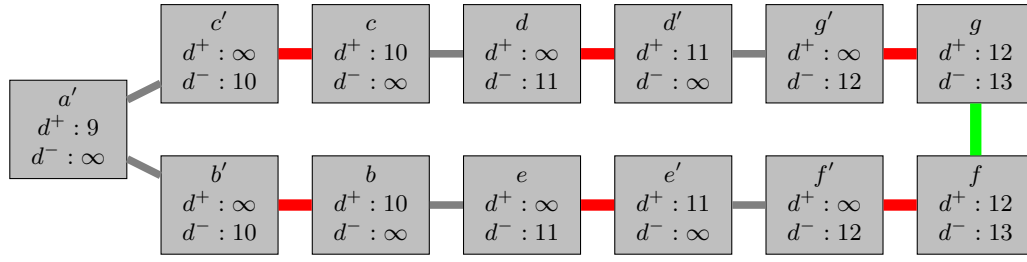 c′
d⁺ : ∞
d⁻ : 10
c
d⁺ : 10
d⁻ : ∞
d
d⁺ : ∞
d⁻ : 11
d′
d⁺ : 11
d⁻ : ∞
g′
d⁺ : ∞
d⁻ : 12
g
d⁺ : 12
d⁻ : 13
a′
d⁺ : 9
d⁻ : ∞
b′
d⁺ : ∞
d⁻ : 10
b
d⁺ : 10
d⁻ : ∞
e
d⁺ : ∞
d⁻ : 11
e′
d⁺ : 11
d⁻ : ∞
f′
d⁺ : ∞
d⁻ : 12
f
d⁺ : 12
d⁻ : 13